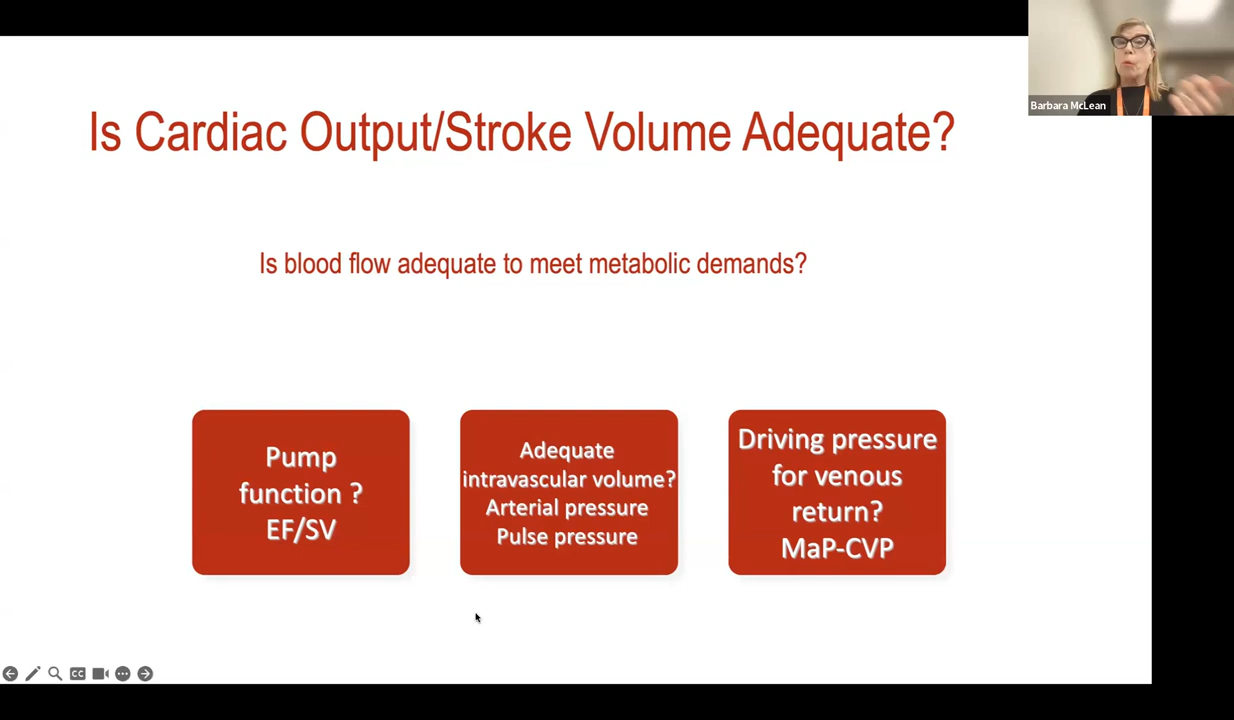 Barbara McLean
Is Cardiac Output/Stroke Volume Adequate?
Is blood flow adequate to meet metabolic demands?
Pump
function ?
EF/SV
Adequate
intravascular volume?
Arterial pressure
Pulse pressure
Driving pressure
for venous
return?
MaP-CVP
CC